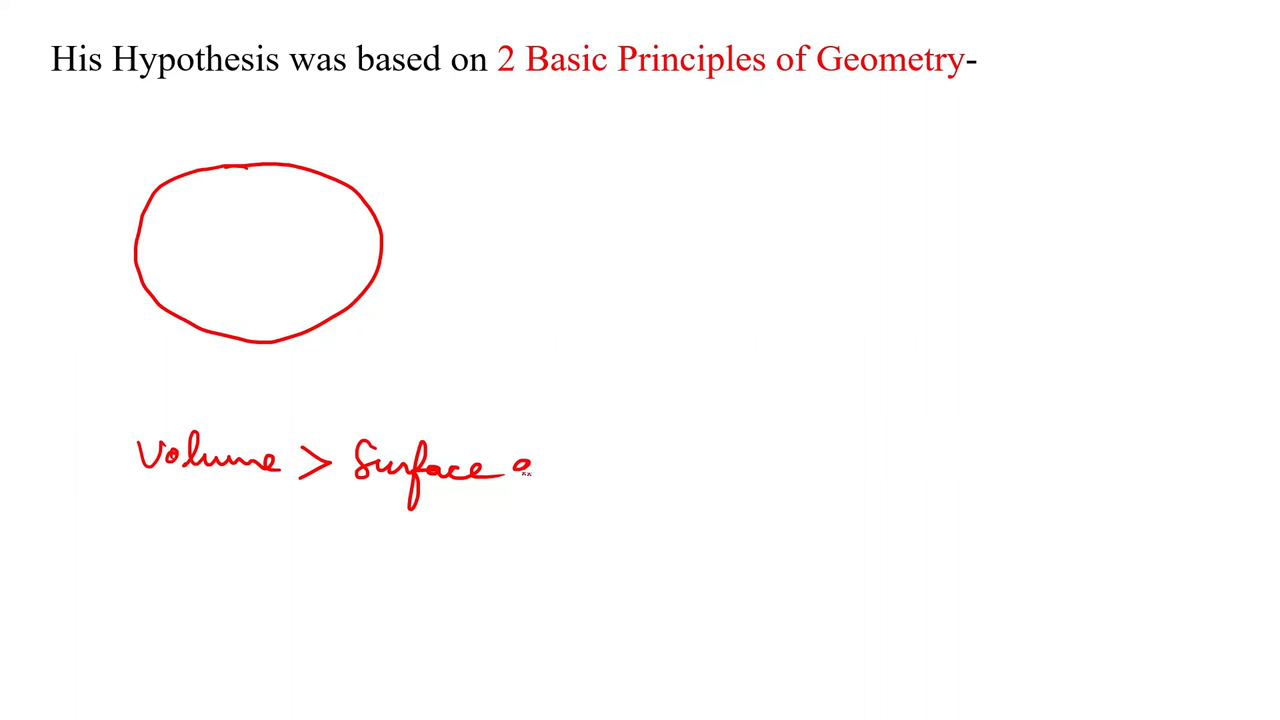 His Hypothesis was based on 2 Basic Principles of Geometry-
Volume > Surface